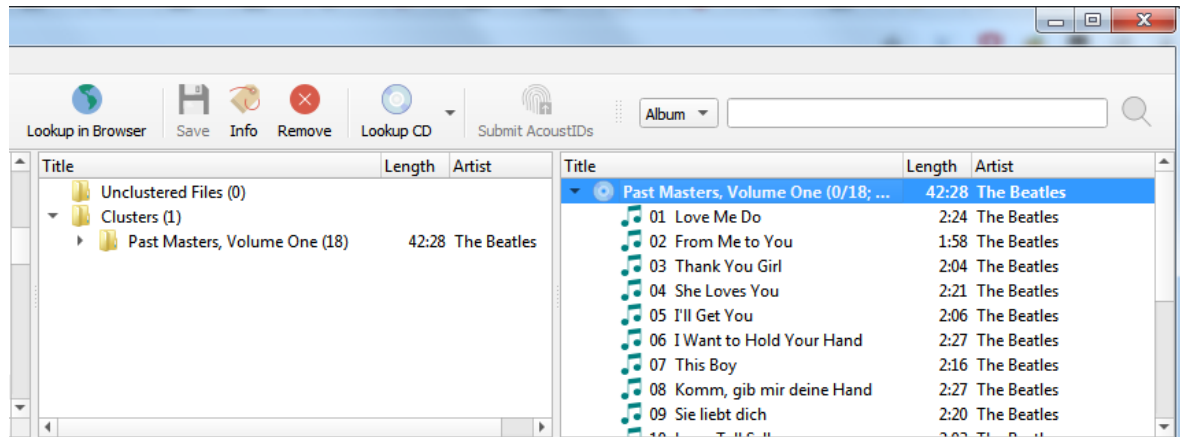 Lookup in Browser Save Info Remove Lookup CD Submit AcoustIDs Album
Title Length Artist
Unclustered Files (0)
Clusters (1)
Past Masters, Volume One (18) 42:28 The Beatles
Title Length Artist
Past Masters, Volume One (0/18; ... 42:28 The Beatles
01 Love Me Do 2:24 The Beatles
02 From Me to You 1:58 The Beatles
03 Thank You Girl 2:04 The Beatles
04 She Loves You 2:21 The Beatles
05 I'll Get You 2:06 The Beatles
06 I Want to Hold Your Hand 2:27 The Beatles
07 This Boy 2:16 The Beatles
08 Komm, gib mir deine Hand 2:27 The Beatles
09 Sie liebt dich 2:20 The Beatles